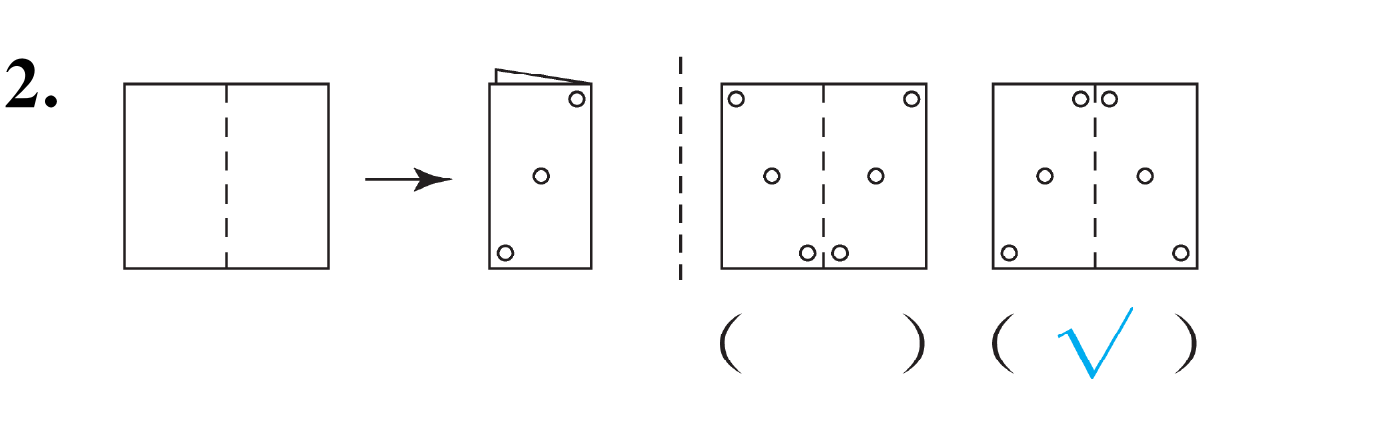 2.
( ) ( √ )